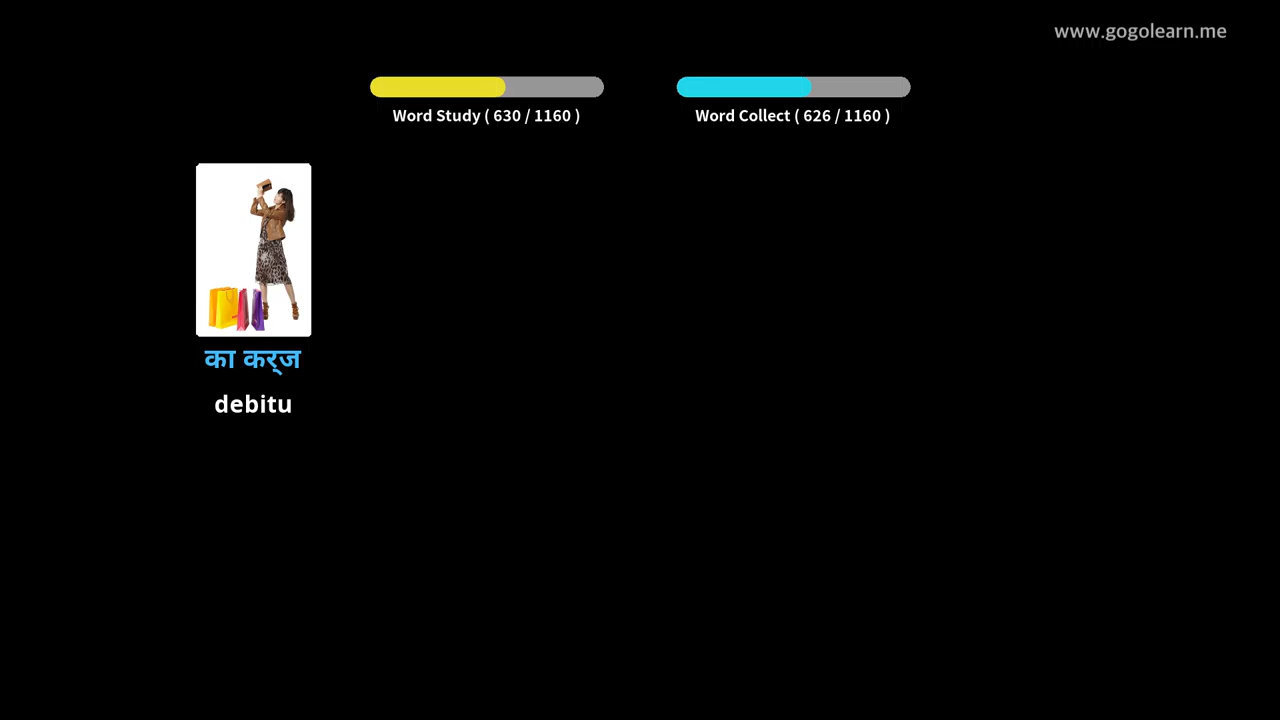 www.gogolearn.me
Word Study ( 630 / 1160 )
Word Collect ( 626 / 1160 )
का कर्ज
debitu